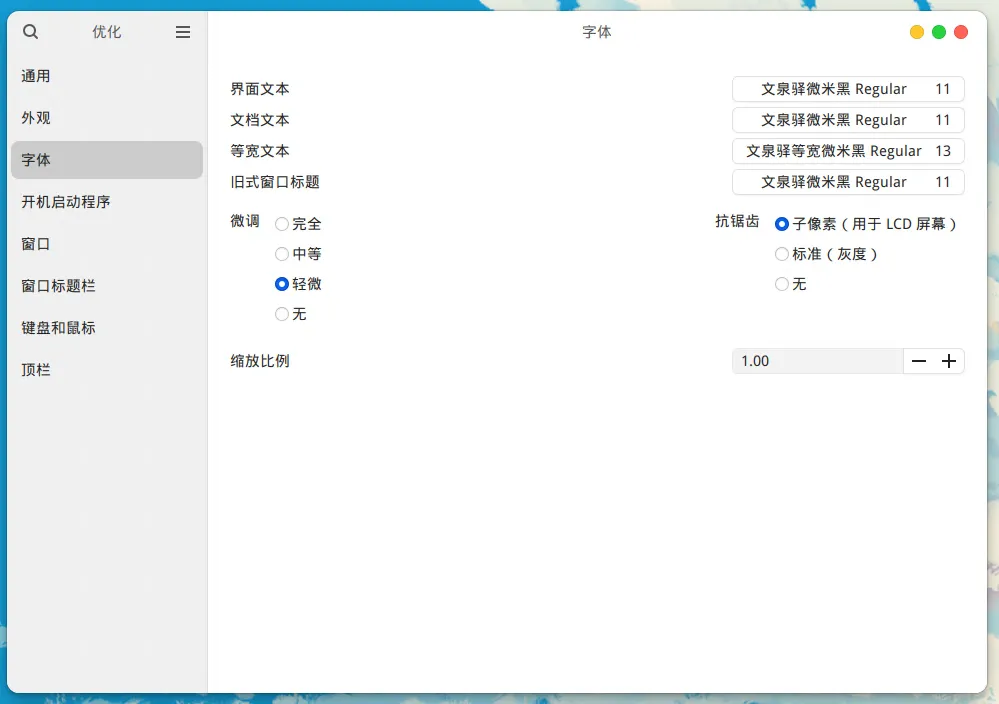 优化
字体
通用
外观
字体
开机启动程序
窗口
窗口标题栏
键盘和鼠标
顶栏
界面文本 文泉驿微米黑 Regular 11
文档文本 文泉驿微米黑 Regular 11
等宽文本 文泉驿等宽微米黑 Regular 13
旧式窗口标题 文泉驿微米黑 Regular 11
微调 完全
中等
轻微
无
抗锯齿 子像素（用于 LCD 屏幕）
标准（灰度）
无
缩放比例 1.00